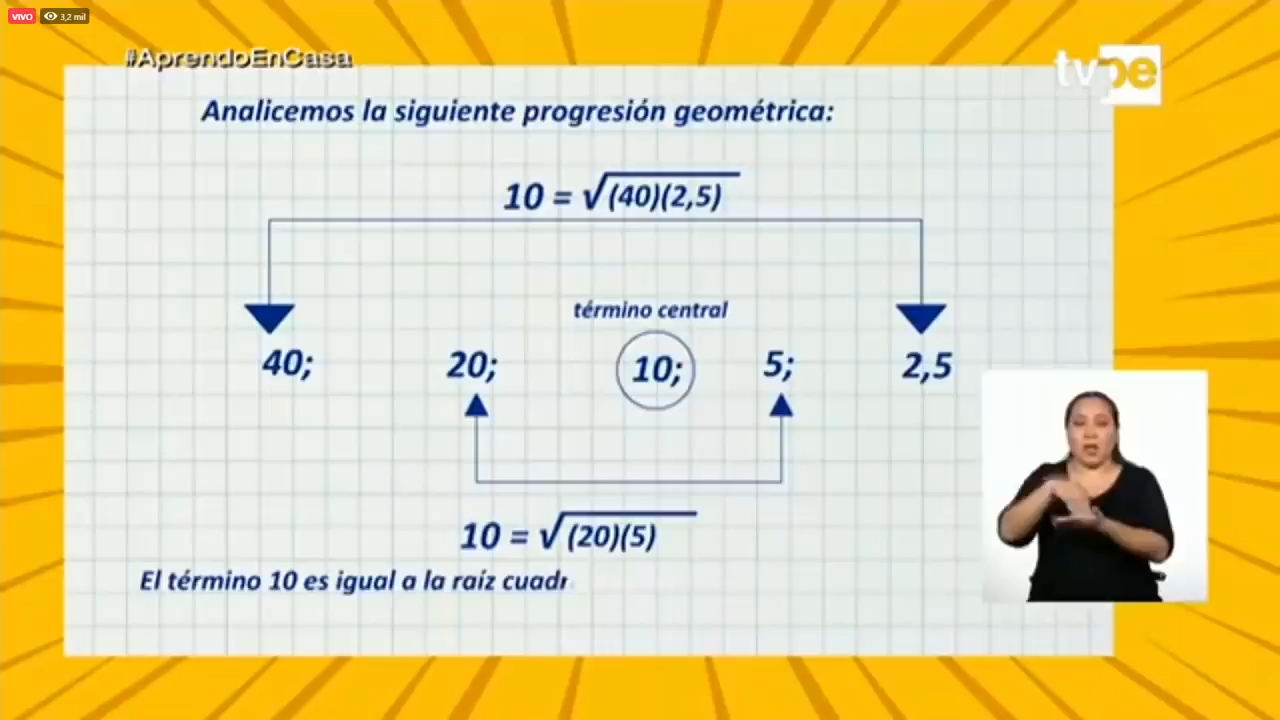 VIVO 3,2 mil
#AprendoEnCasa
tvpe
Analicemos la siguiente progresión geométrica:
10 = √(40)(2,5)
término central
40; 20; 10; 5; 2,5
10 = √(20)(5)
El término 10 es igual a la raíz cuadr